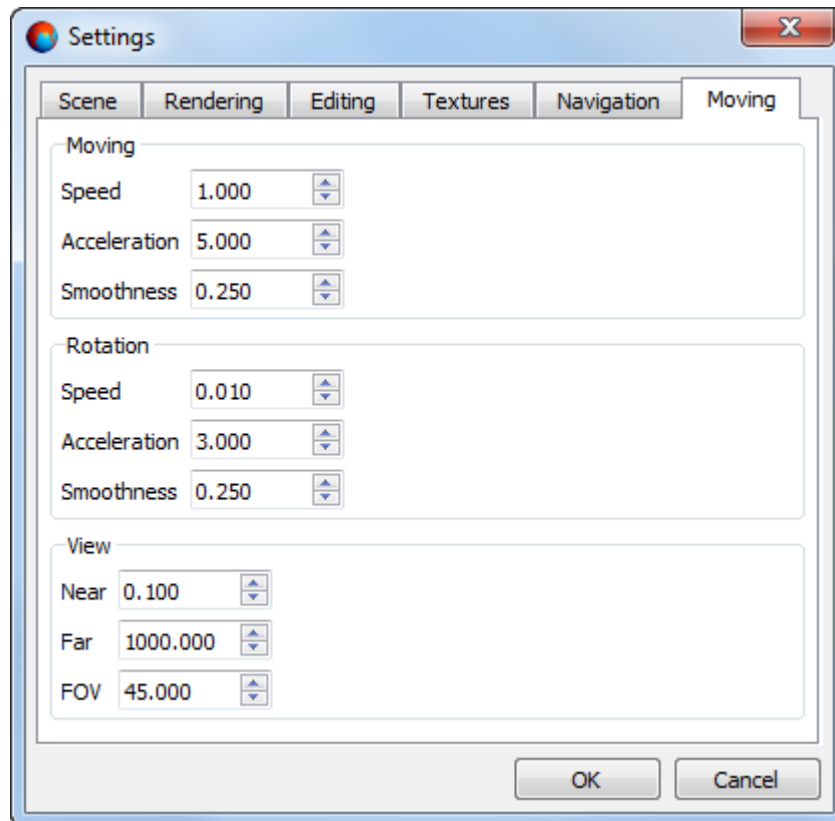 Settings
Scene Rendering Editing Textures Navigation Moving
Moving
Speed 1.000
Acceleration 5.000
Smoothness 0.250
Rotation
Speed 0.010
Acceleration 3.000
Smoothness 0.250
View
Near 0.100
Far 1000.000
FOV 45.000
OK Cancel